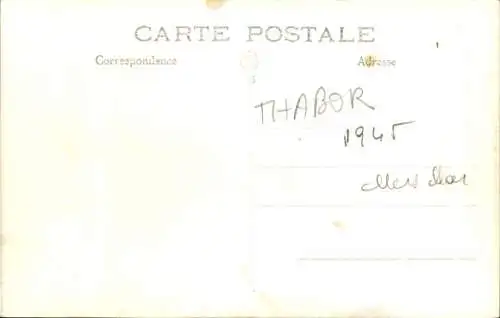 CARTE POSTALE
Correspondance
Adresse
THABOR
1945